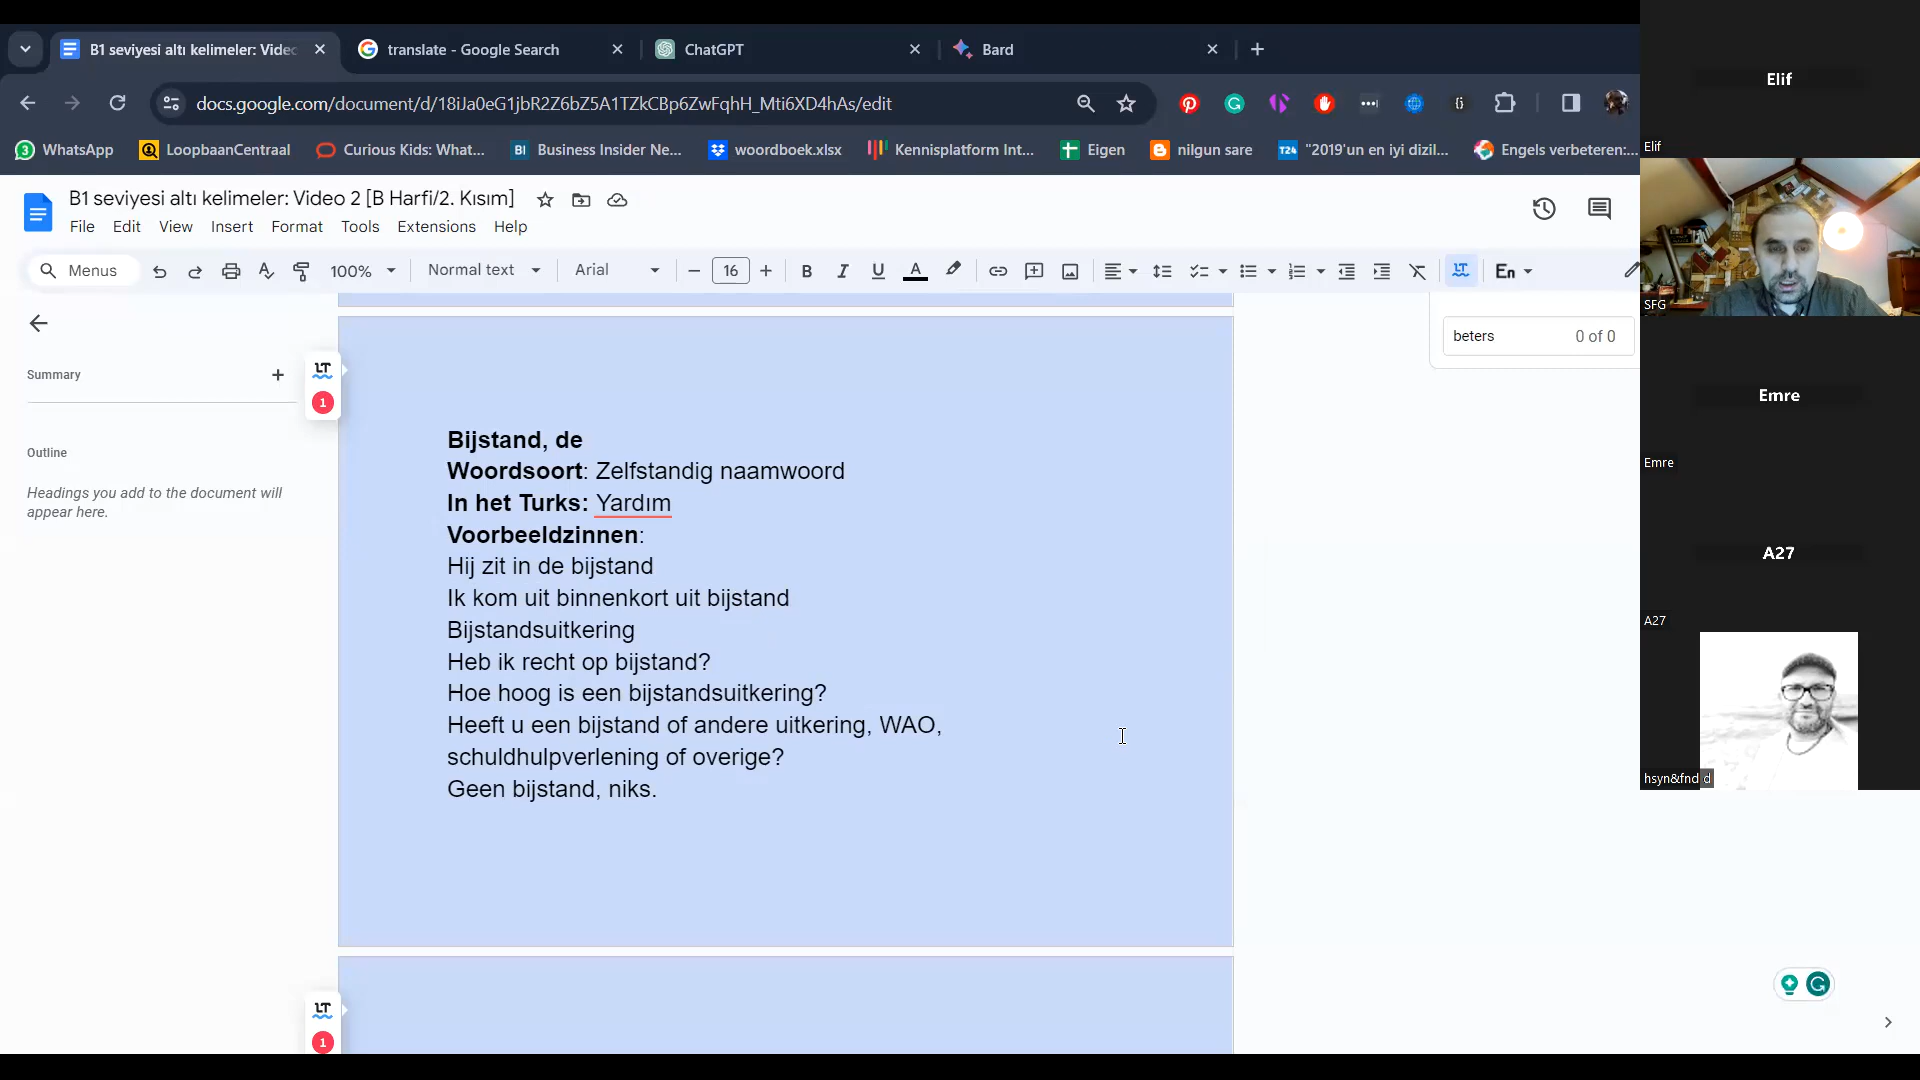 B1 seviyesi altı kelimeler: Videc
translate - Google Search
ChatGPT
Bard
docs.google.com/document/d/18iJa0eG1jbR2Z6bZ5A1TZkCBp6ZwFqhH_Mti6XD4hAs/edit
WhatsApp
LoopbaanCentraal
Curious Kids: What...
Business Insider Ne...
woordboek.xlsx
Kennisplatform Int...
Eigen
nilgun sare
"2019'un en iyi dizil...
Engels verbeteren:...
B1 seviyesi altı kelimeler: Video 2 [B Harfi/2. Kısım]
File Edit View Insert Format Tools Extensions Help
Menus
100%
Normal text
Arial
16
En
Summary
Outline
Headings you add to the document will
appear here.
LT
1
beters 0 of 0
Bijstand, de
Woordsoort: Zelfstandig naamwoord
In het Turks: Yardım
Voorbeeldzinnen:
Hij zit in de bijstand
Ik kom uit binnenkort uit bijstand
Bijstandsuitkering
Heb ik recht op bijstand?
Hoe hoog is een bijstandsuitkering?
Heeft u een bijstand of andere uitkering, WAO,
schuldhulpverlening of overige?
Geen bijstand, niks.
LT
1
Elif
Elif
SFG
Emre
Emre
A27
A27
hsyn&fnd d